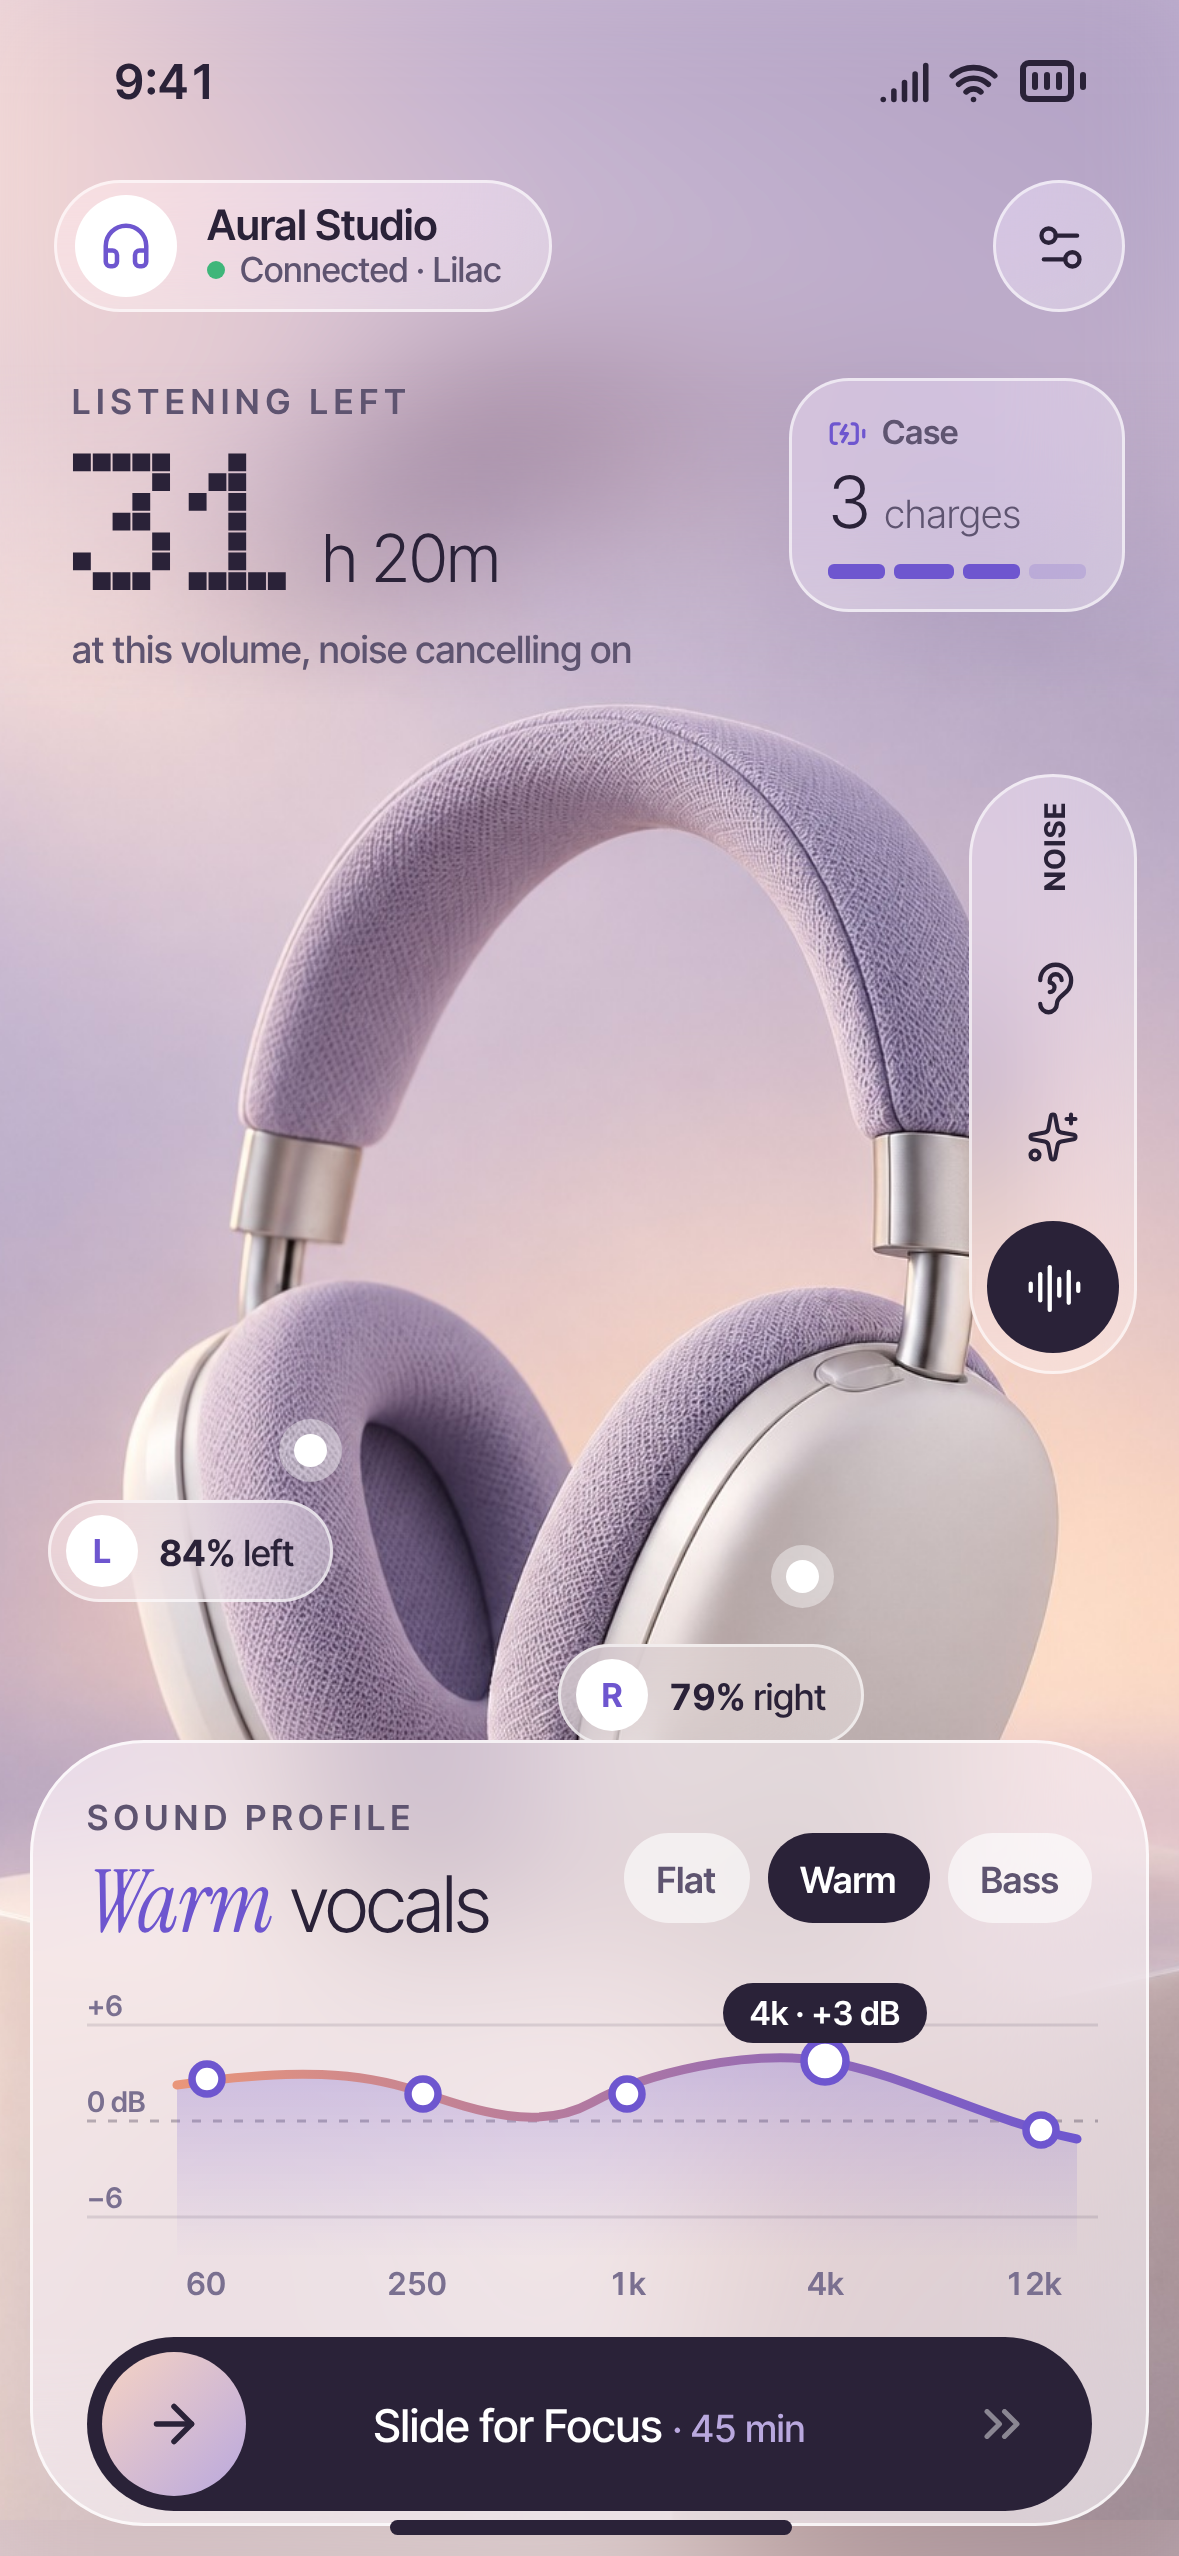 9:41
Aural Studio
Connected · Lilac
LISTENING LEFT
31 h 20m
at this volume, noise cancelling on
Case
3 charges
NOISE
L 84% left
R 79% right
SOUND PROFILE
Warm vocals
Flat Warm Bass
4k · +3 dB
+6
0 dB
−6
60 250 1k 4k 12k
Slide for Focus · 45 min